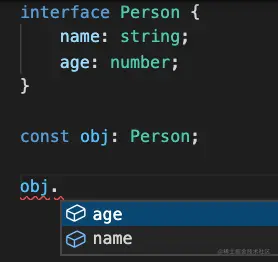 interface Person {
    name: string;
    age: number;
}
const obj: Person;
obj.
age
name
@稀土掘金技术社区